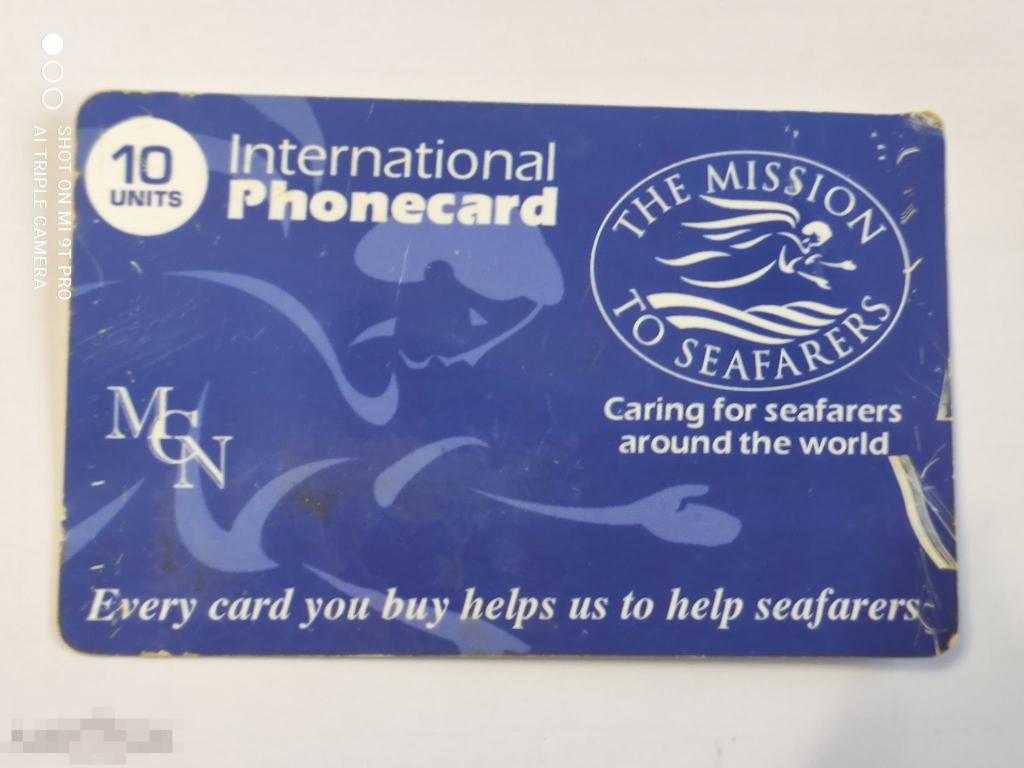 10
UNITS
International
Phonecard
THE MISSION
TO SEAFARERS
Caring for seafarers
around the world
MCN
Every card you buy helps us to help seafarers
SHOT ON MI 9T PRO
AI TRIPLE CAMERA